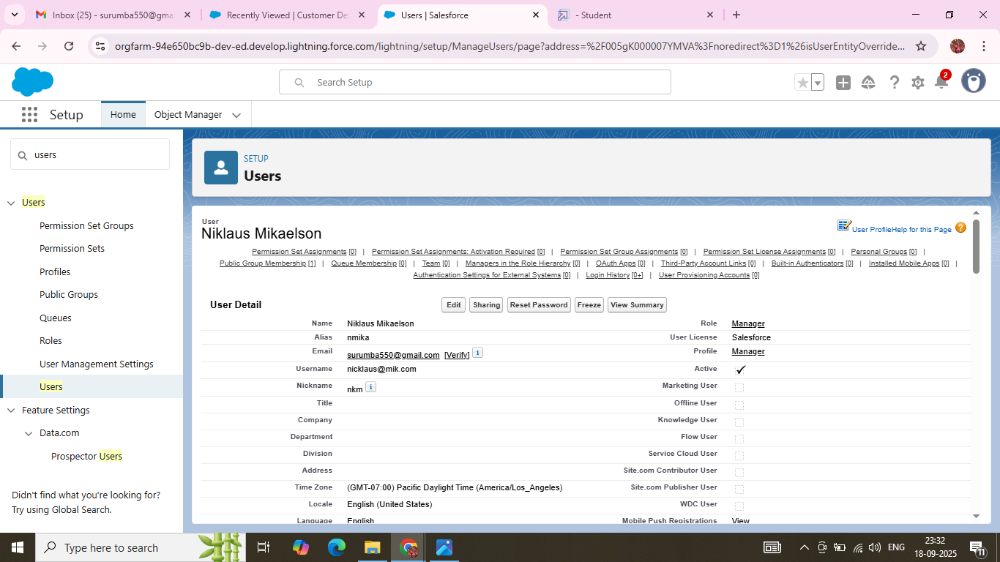 Inbox (25) - surumba550@gmai
Recently Viewed | Customer Det
Users | Salesforce
- Student
orgfarm-94e650bc9b-dev-ed.develop.lightning.force.com/lightning/setup/ManageUsers/page?address=%2F005gK000007YMVA%3Fnoredirect%3D1%26isUserEntityOverride...
Search Setup
2
Setup
Home
Object Manager
users
SETUP
Users
Users
Permission Set Groups
Permission Sets
Profiles
Public Groups
Queues
Roles
User Management Settings
Users
Feature Settings
Data.com
Prospector Users
Didn't find what you're looking for?
Try using Global Search.
User
Niklaus Mikaelson
User Profile Help for this Page ?
Permission Set Assignments [0] | Permission Set Assignments: Activation Required [0] | Permission Set Group Assignments [0] | Permission Set License Assignments [0] | Personal Groups [0] |
Public Group Membership [1] | Queue Membership [0] | Team [0] | Managers in the Role Hierarchy [0] | OAuth Apps [0] | Third-Party Account Links [0] | Built-in Authenticators [0] | Installed Mobile Apps [0] |
Authentication Settings for External Systems [0] | Login History [0+] | User Provisioning Accounts [0]
User Detail
Edit Sharing Reset Password Freeze View Summary
Name Niklaus Mikaelson Role Manager
Alias nmika User License Salesforce
Email surumba550@gmail.com [Verify] i Profile Manager
Username nicklaus@mik.com Active
Nickname nkm i Marketing User
Title Offline User
Company Knowledge User
Department Flow User
Division Service Cloud User
Address Site.com Contributor User
Time Zone (GMT-07:00) Pacific Daylight Time (America/Los_Angeles) Site.com Publisher User
Locale English (United States) WDC User
Language English Mobile Push Registrations View
Type here to search
ENG
23:32
18-09-2025
11